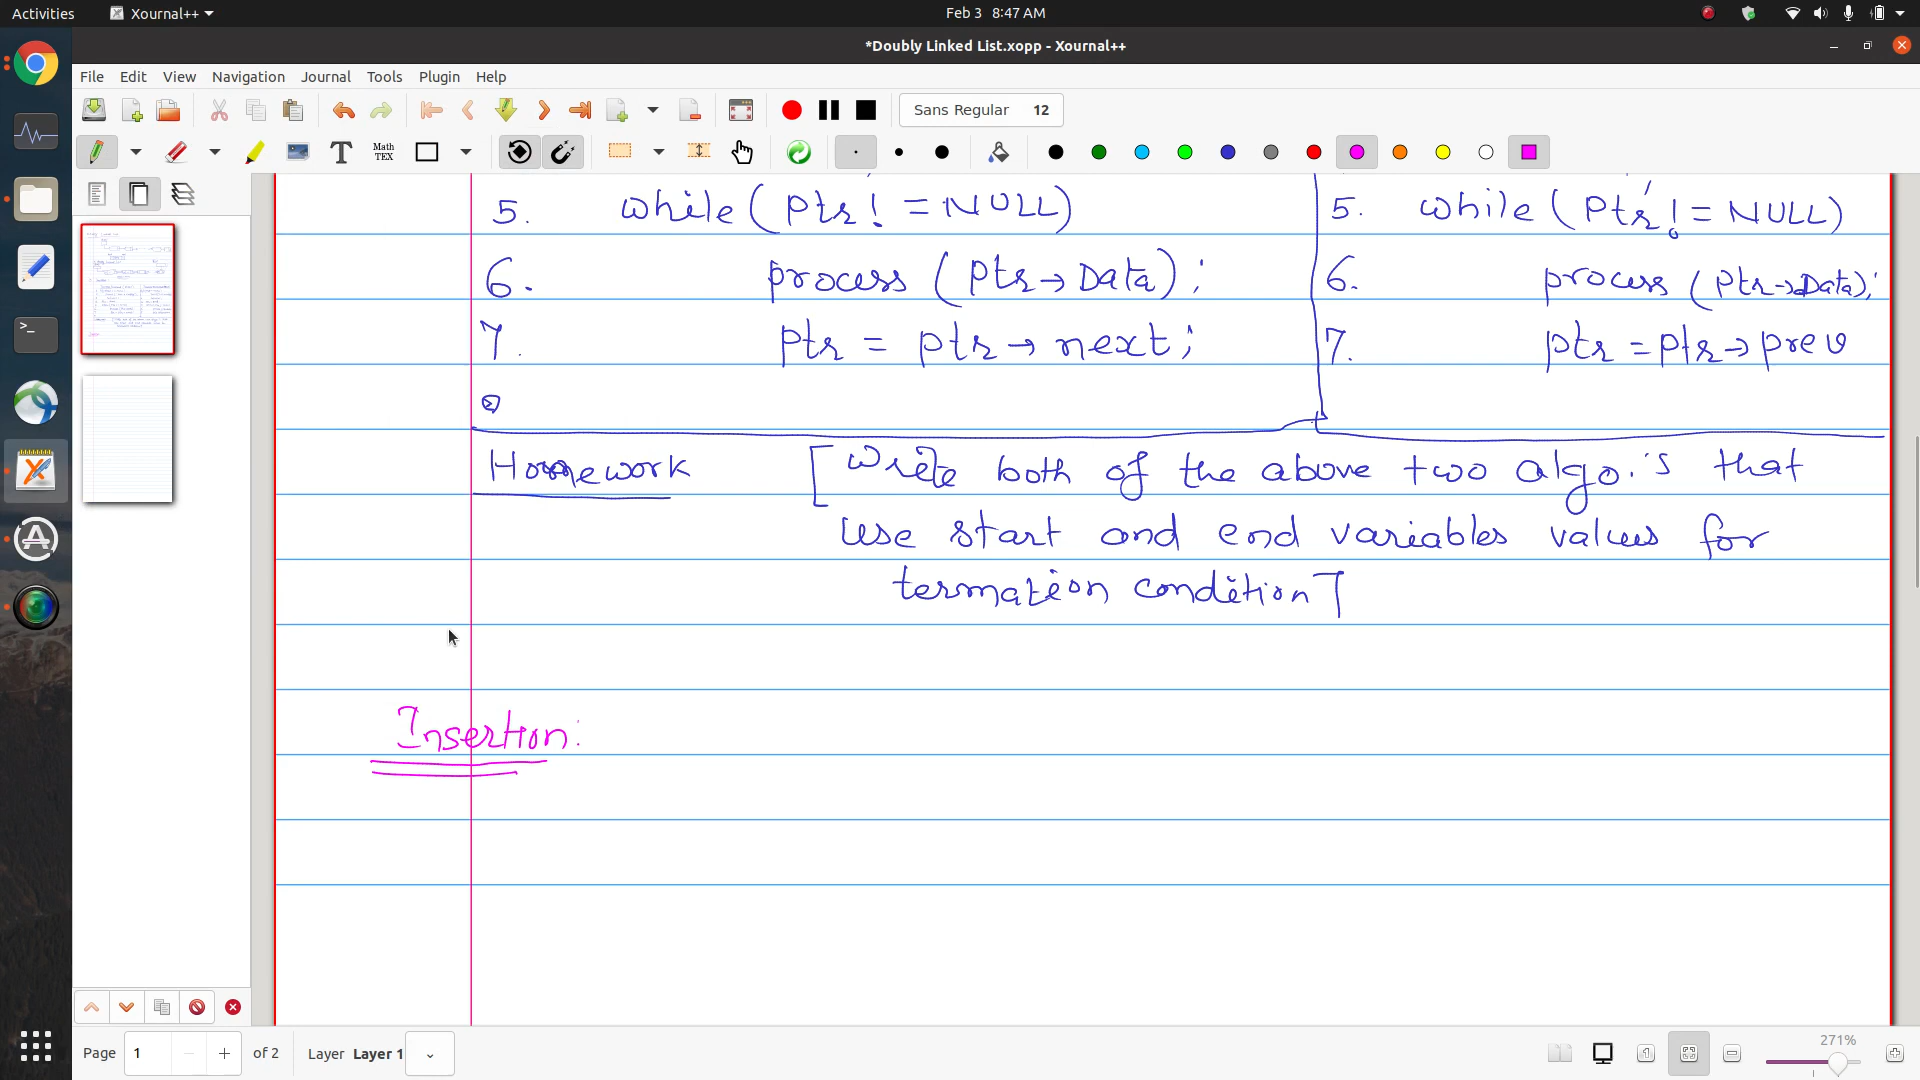 Activities
Xournal++
Feb 3 8:47 AM
*Doubly Linked List.xopp - Xournal++
File Edit View Navigation Journal Tools Plugin Help
Sans Regular 12
Math
TEX
5. while(ptr! =NULL)
6. process (ptr→Data);
7. ptr = ptr→next;
5. while(ptr!=NULL)
6. process (ptr→Data);
7. ptr=ptr→prev
Homework [Write both of the above two algo.'s that
use start and end variables values for
termation condition]
Insertion:
Page 1 of 2 Layer Layer 1
271%